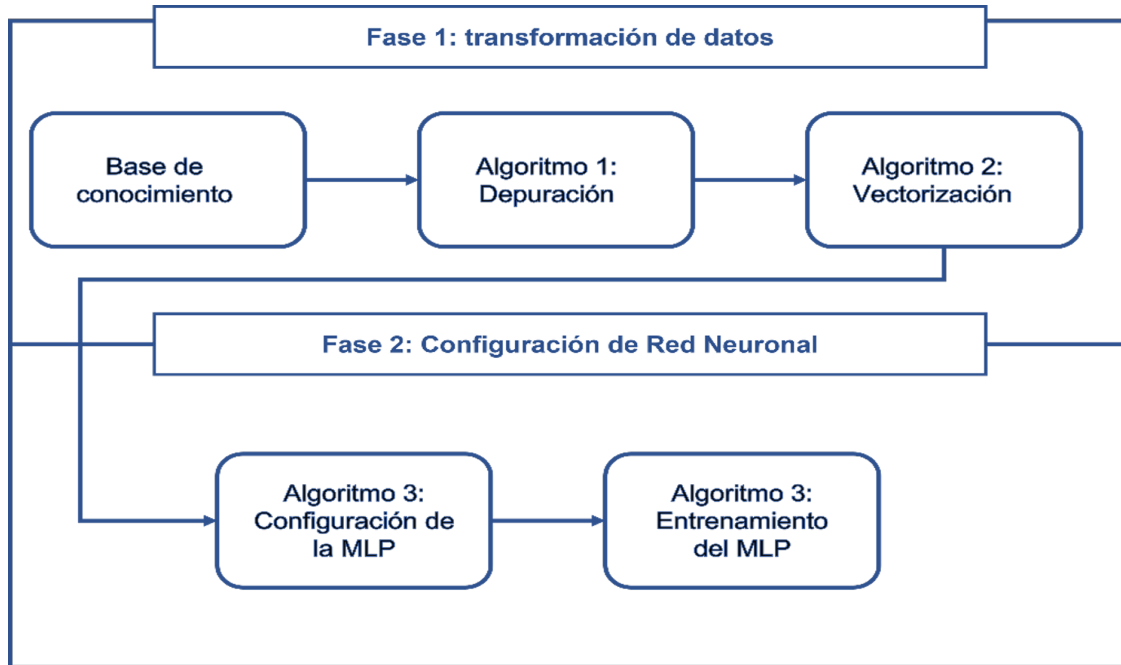 Fase 1: transformación de datos
Base de
conocimiento
Algoritmo 1:
Depuración
Algoritmo 2:
Vectorización
Fase 2: Configuración de Red Neuronal
Algoritmo 3:
Configuración de
la MLP
Algoritmo 3:
Entrenamiento
del MLP